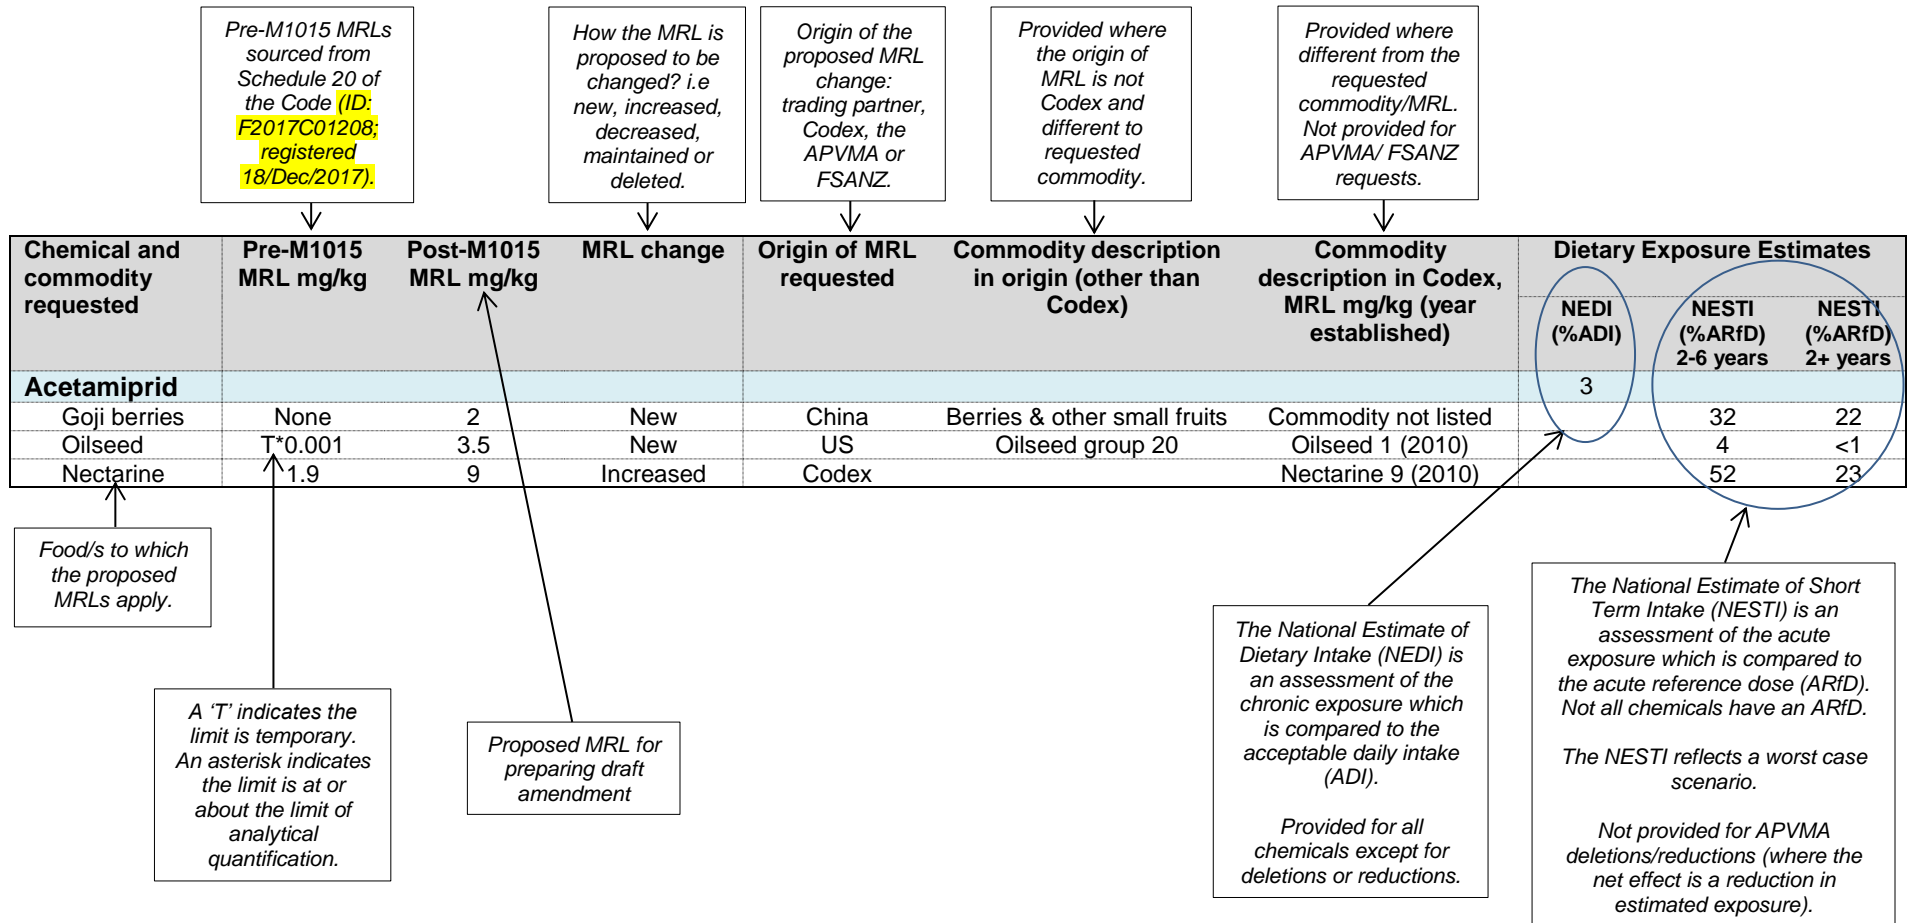 Pre-M1015 MRLs
sourced from
Schedule 20 of
the Code (ID:
F2017C01208;
registered
18/Dec/2017).
How the MRL is
proposed to be
changed? i.e
new, increased,
decreased,
maintained or
deleted.
Origin of the
proposed MRL
change:
trading partner,
Codex, the
APVMA or
FSANZ.
Provided where
the origin of
MRL is not
Codex and
different to
requested
commodity.
Provided where
different from the
requested
commodity/MRL.
Not provided for
APVMA/ FSANZ
requests.
Chemical and
commodity
requested
Pre-M1015
MRL mg/kg
Post-M1015
MRL mg/kg
MRL change
Origin of MRL
requested
Commodity description
in origin (other than
Codex)
Commodity
description in Codex,
MRL mg/kg (year
established)
Dietary Exposure Estimates
NEDI
(%ADI)
NESTI
(%ARfD)
2-6 years
NESTI
(%ARfD)
2+ years
Acetamiprid 3
Goji berries None 2 New China Berries & other small fruits Commodity not listed 32 22
Oilseed T*0.001 3.5 New US Oilseed group 20 Oilseed 1 (2010) 4 <1
Nectarine 1.9 9 Increased Codex Nectarine 9 (2010) 52 23
Food/s to which
the proposed
MRLs apply.
A ‘T’ indicates the
limit is temporary.
An asterisk indicates
the limit is at or
about the limit of
analytical
quantification.
Proposed MRL for
preparing draft
amendment
The National Estimate of
Dietary Intake (NEDI) is
an assessment of the
chronic exposure which
is compared to the
acceptable daily intake
(ADI).
Provided for all
chemicals except for
deletions or reductions.
The National Estimate of Short
Term Intake (NESTI) is an
assessment of the acute
exposure which is compared to
the acute reference dose (ARfD).
Not all chemicals have an ARfD.
The NESTI reflects a worst case
scenario.
Not provided for APVMA
deletions/reductions (where the
net effect is a reduction in
estimated exposure).